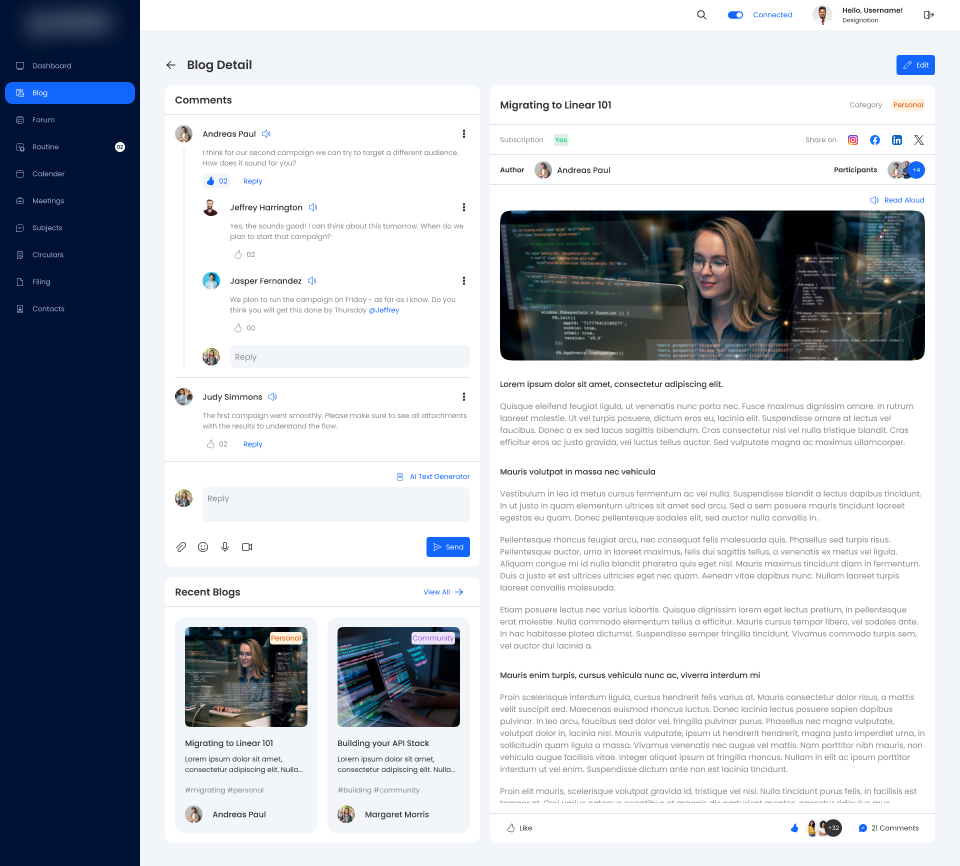 Connected
Hello, Username!
Designation
Dashboard
Blog
Forum
Routine
02
Calender
Meetings
Subjects
Circulars
Filing
Contacts
Blog Detail
Edit
Comments
Andreas Paul
I think for our second campaign we can try to target a different audience.
How does it sound for you?
02
Reply
Jeffrey Harrington
Yes, the sounds good! I can think about this tomorrow. When do we
plan to start that campaign?
02
Jasper Fernandez
We plan to run the campaign on Friday - as far as i know. Do you
think you will get this done by Thursday @Jeffrey
00
Reply
Judy Simmons
The first campaign went smoothly. Please make sure to see all attachments
with the results to understand the flow.
02
Reply
AI Text Generator
Reply
Send
Recent Blogs
View All
Personal
Migrating to Linear 101
Lorem ipsum dolor sit amet,
consectetur adipiscing elit. Nulla...
#migrating #personal
Andreas Paul
Community
Building your API Stack
Lorem ipsum dolor sit amet,
consectetur adipiscing elit. Nulla...
#building #community
Margaret Morris
Migrating to Linear 101
Category
Personal
Subscription
Yes
Share on
Author
Andreas Paul
Participants
+4
Read Aloud
Lorem ipsum dolor sit amet, consectetur adipiscing elit.
Quisque eleifend feugiat ligula, ut venenatis nunc porta nec. Fusce maximus dignissim ornare. In rutrum
laoreet molestie. Ut vel turpis posuere, dictum eros eu, lacinia elit. Suspendisse ornare at lectus vel
faucibus. Donec a ex sed lacus sagittis bibendum. Cras consectetur nisl vel nulla tristique blandit. Cras
efficitur eros ac justo gravida, vel luctus tellus auctor. Sed vulputate magna ac maximus ullamcorper.
Mauris volutpat in massa nec vehicula
Vestibulum in leo id metus cursus fermentum ac vel nulla. Suspendisse blandit a lectus dapibus tincidunt.
In ut justo in quam elementum ultrices sit amet sed arcu. Sed a sem posuere mauris tincidunt laoreet
egestas eu quam. Donec pellentesque sodales elit, sed auctor nulla convallis in.
Pellentesque rhoncus feugiat arcu, nec consequat felis malesuada quis. Phasellus sed turpis risus.
Pellentesque auctor, urna in laoreet maximus, felis dui sagittis tellus, a venenatis ex metus vel ligula.
Aliquam congue mi id nulla blandit pharetra quis eget nisl. Mauris maximus tincidunt diam in fermentum.
Duis a justo et est ultrices ultricies eget nec quam. Aenean vitae dapibus nunc. Nullam laoreet turpis
laoreet convallis malesuada.
Etiam posuere lectus nec varius lobortis. Quisque dignissim lorem eget lectus pretium, in pellentesque
erat molestie. Nulla commodo elementum tellus a efficitur. Mauris cursus tempor libero, vel sodales ante.
In hac habitasse platea dictumst. Suspendisse semper fringilla tincidunt. Vivamus commodo turpis sem,
vel auctor dui lacinia a.
Mauris enim turpis, cursus vehicula nunc ac, viverra interdum mi
Proin scelerisque interdum ligula, cursus hendrerit felis varius at. Mauris consectetur dolor risus, a mattis
velit suscipit sed. Maecenas euismod rhoncus luctus. Donec lacinia lectus posuere sapien dapibus
pulvinar. In leo arcu, faucibus sed dolor vel, fringilla pulvinar purus. Phasellus nec magna vulputate,
volutpat dolor in, lacinia nisl. Mauris vulputate, ipsum ut hendrerit hendrerit, magna justo imperdiet urna, in
sollicitudin quam ligula a massa. Vivamus venenatis nec augue vel mattis. Nam porttitor nibh mauris, non
vehicula augue facilisis vitae. Integer aliquet ipsum at fringilla rhoncus. Nullam in elit ac ipsum porttitor
interdum ut vel enim. Suspendisse dictum ante non est lacinia tincidunt.
Proin elit mauris, scelerisque volutpat gravida id, tristique vel nisi. Nulla tincidunt purus felis, in facilisis est
Like
+32
21 Comments